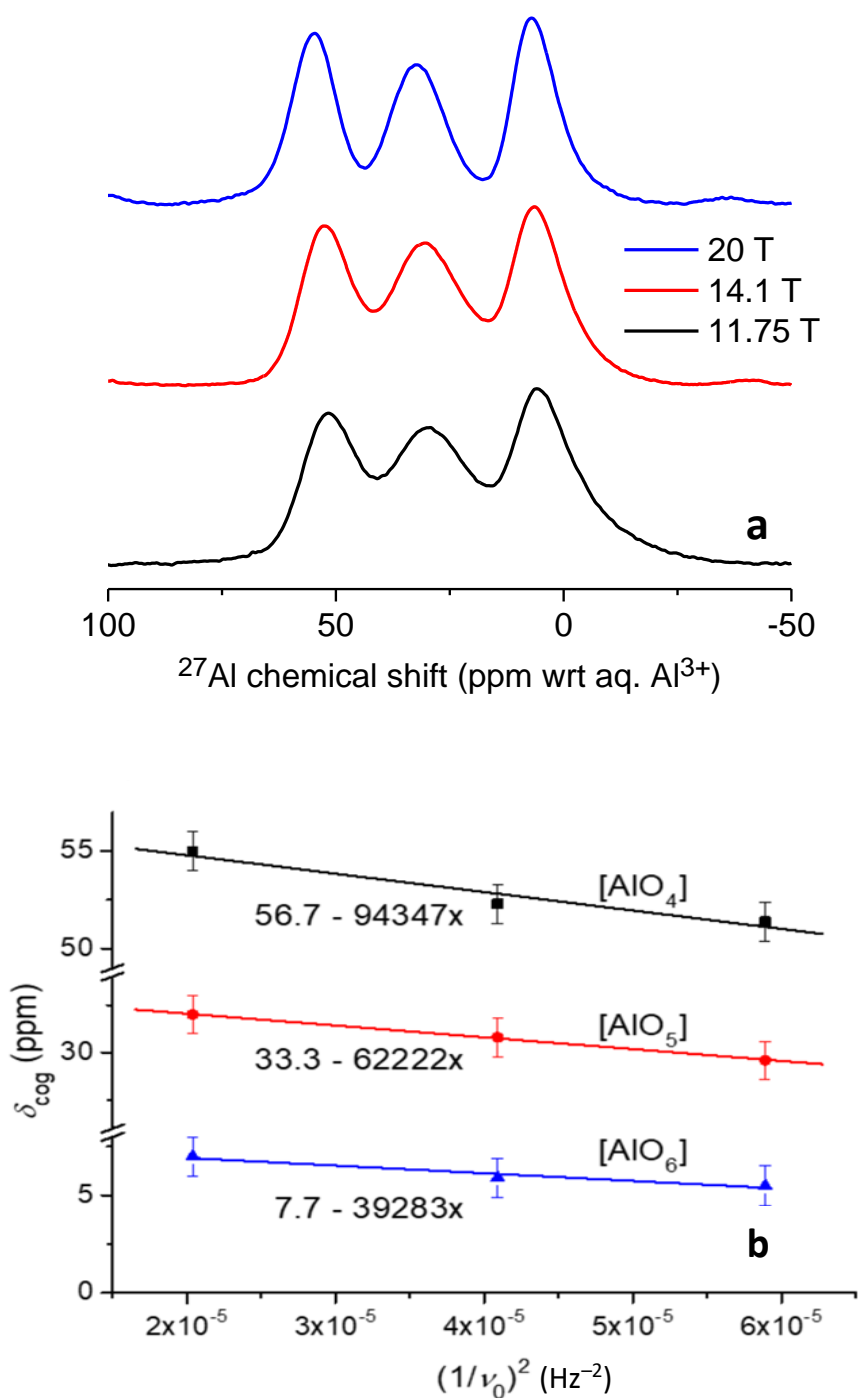 20 T
14.1 T
11.75 T
a
100 50 0 -50
²⁷Al chemical shift (ppm wrt aq. Al³⁺)
55
[AlO₄]
56.7 - 94347x
50
δcog (ppm)
[AlO₅]
30
33.3 - 62222x
[AlO₆]
5
7.7 - 39283x
b
0
2x10⁻⁵ 3x10⁻⁵ 4x10⁻⁵ 5x10⁻⁵ 6x10⁻⁵
(1/ν₀)² (Hz⁻²)